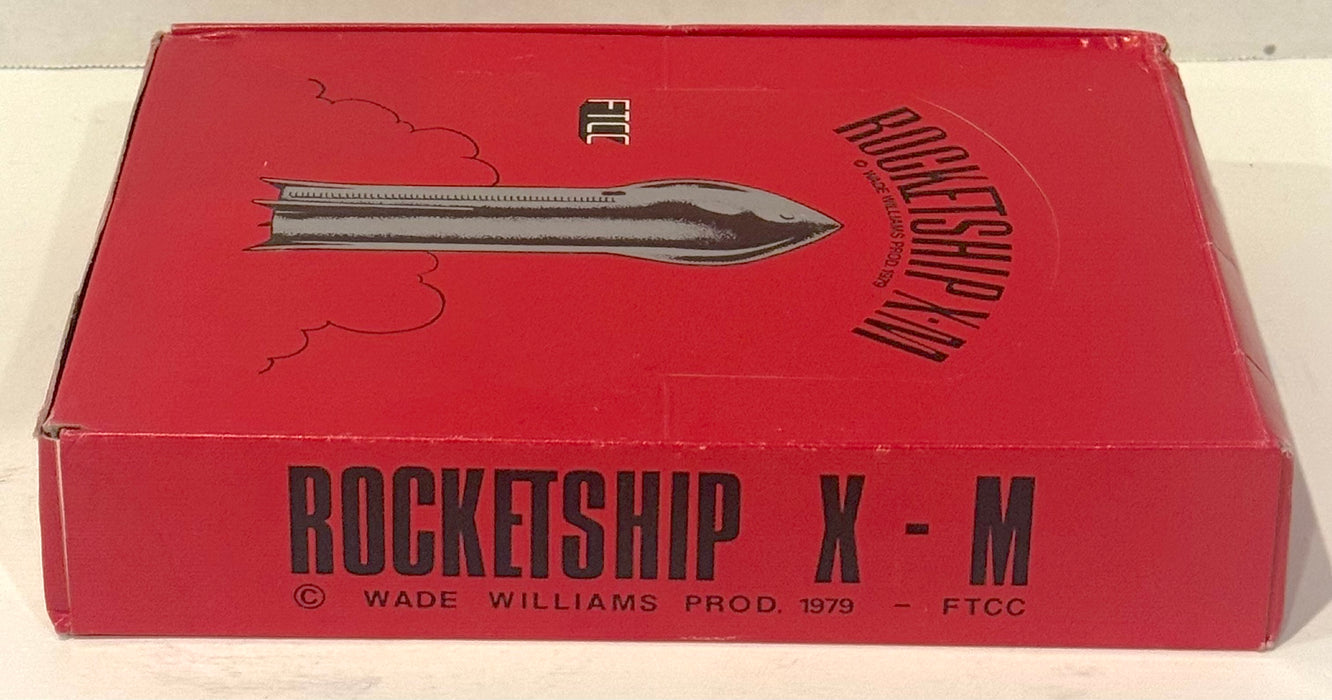 FTCC
ROCKETSHIP X-M
© WADE WILLIAMS PROD. 1979
ROCKETSHIP X - M
© WADE WILLIAMS PROD. 1979 - FTCC